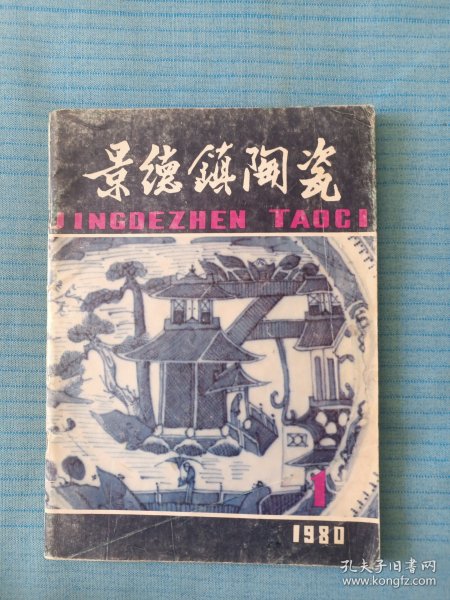 景德鎮陶瓷
JINGDEZHEN TAOCI
1
1980
孔夫子旧书网
www.kongfz.com